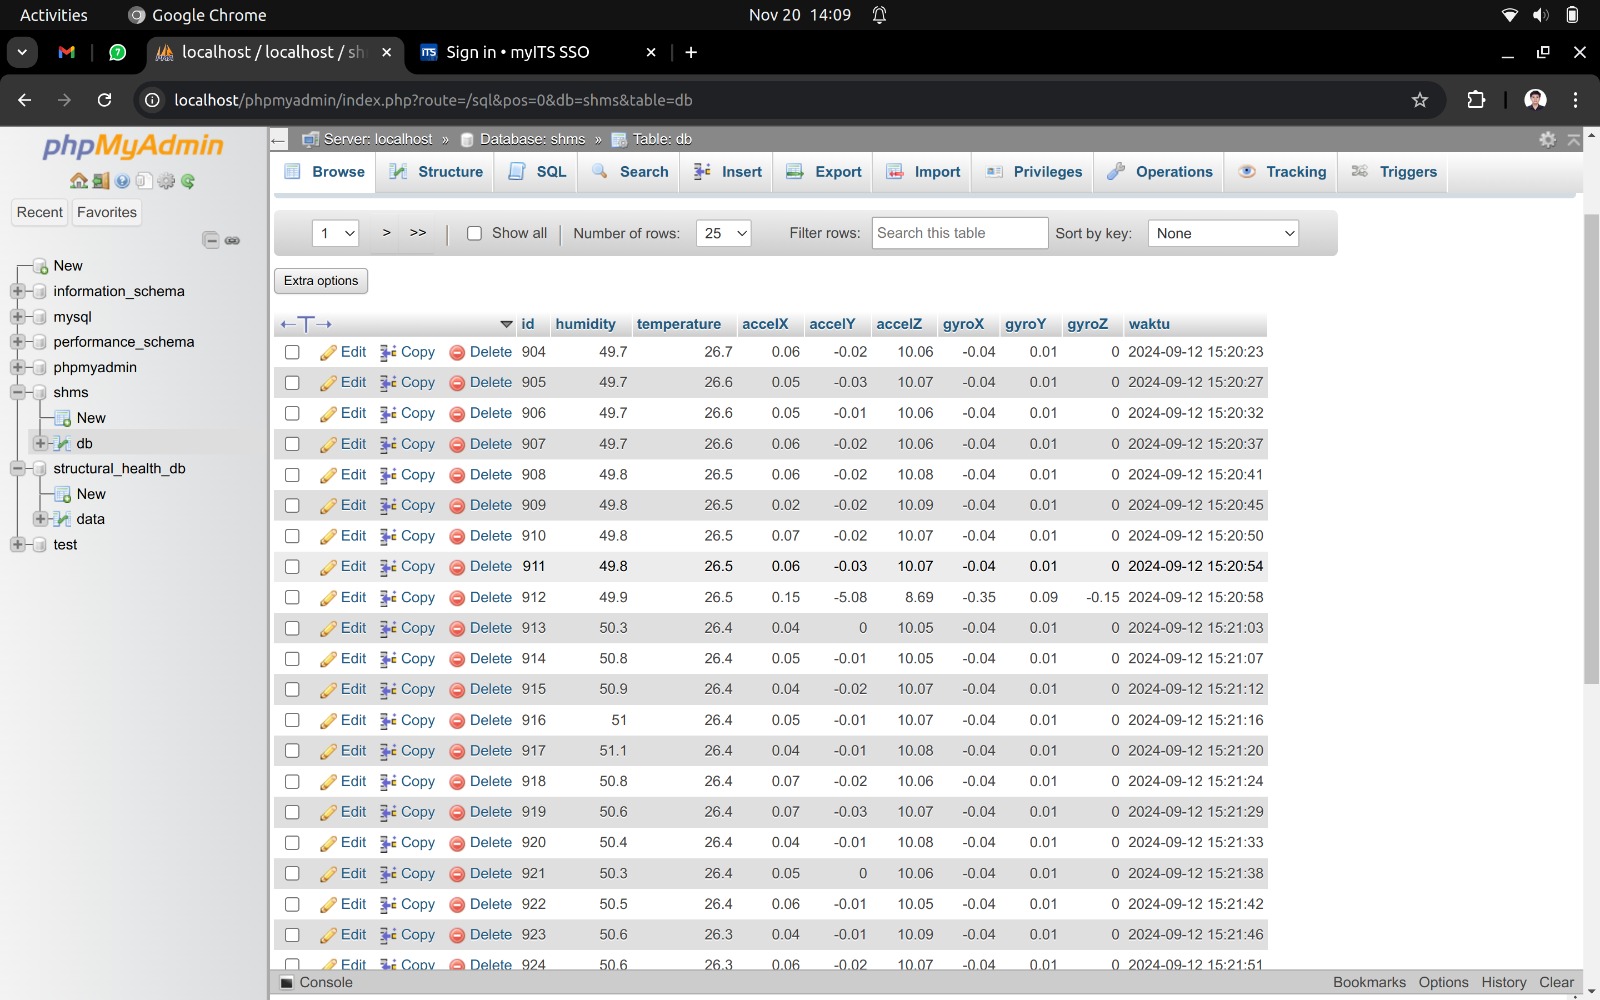 Activities
Google Chrome
Nov 20 14:09
localhost / localhost / sh
Sign in • myITS SSO
localhost/phpmyadmin/index.php?route=/sql&pos=0&db=shms&table=db
phpMyAdmin
Recent
Favorites
New
information_schema
mysql
performance_schema
phpmyadmin
shms
New
db
structural_health_db
New
data
test
Server: localhost » Database: shms » Table: db
Browse Structure SQL Search Insert Export Import Privileges Operations Tracking Triggers
1 > >> Show all Number of rows: 25 Filter rows: Search this table Sort by key: None
Extra options
←T→ id humidity temperature accelX accelY accelZ gyroX gyroY gyroZ waktu
Edit Copy Delete 904 49.7 26.7 0.06 -0.02 10.06 -0.04 0.01 0 2024-09-12 15:20:23
Edit Copy Delete 905 49.7 26.6 0.05 -0.03 10.07 -0.04 0.01 0 2024-09-12 15:20:27
Edit Copy Delete 906 49.7 26.6 0.05 -0.01 10.06 -0.04 0.01 0 2024-09-12 15:20:32
Edit Copy Delete 907 49.7 26.6 0.06 -0.02 10.06 -0.04 0.01 0 2024-09-12 15:20:37
Edit Copy Delete 908 49.8 26.5 0.06 -0.02 10.08 -0.04 0.01 0 2024-09-12 15:20:41
Edit Copy Delete 909 49.8 26.5 0.02 -0.02 10.09 -0.04 0.01 0 2024-09-12 15:20:45
Edit Copy Delete 910 49.8 26.5 0.07 -0.02 10.07 -0.04 0.01 0 2024-09-12 15:20:50
Edit Copy Delete 911 49.8 26.5 0.06 -0.03 10.07 -0.04 0.01 0 2024-09-12 15:20:54
Edit Copy Delete 912 49.9 26.5 0.15 -5.08 8.69 -0.35 0.09 -0.15 2024-09-12 15:20:58
Edit Copy Delete 913 50.3 26.4 0.04 0 10.05 -0.04 0.01 0 2024-09-12 15:21:03
Edit Copy Delete 914 50.8 26.4 0.05 -0.01 10.05 -0.04 0.01 0 2024-09-12 15:21:07
Edit Copy Delete 915 50.9 26.4 0.04 -0.02 10.07 -0.04 0.01 0 2024-09-12 15:21:12
Edit Copy Delete 916 51 26.4 0.05 -0.01 10.07 -0.04 0.01 0 2024-09-12 15:21:16
Edit Copy Delete 917 51.1 26.4 0.04 -0.01 10.08 -0.04 0.01 0 2024-09-12 15:21:20
Edit Copy Delete 918 50.8 26.4 0.07 -0.02 10.06 -0.04 0.01 0 2024-09-12 15:21:24
Edit Copy Delete 919 50.6 26.4 0.07 -0.03 10.07 -0.04 0.01 0 2024-09-12 15:21:29
Edit Copy Delete 920 50.4 26.4 0.04 -0.01 10.08 -0.04 0.01 0 2024-09-12 15:21:33
Edit Copy Delete 921 50.3 26.4 0.05 0 10.06 -0.04 0.01 0 2024-09-12 15:21:38
Edit Copy Delete 922 50.5 26.4 0.06 -0.01 10.05 -0.04 0.01 0 2024-09-12 15:21:42
Edit Copy Delete 923 50.6 26.3 0.04 -0.01 10.09 -0.04 0.01 0 2024-09-12 15:21:46
Edit Copy Delete 924 50.6 26.3 0.06 -0.02 10.07 -0.04 0.01 0 2024-09-12 15:21:51
Console
Bookmarks Options History Clear